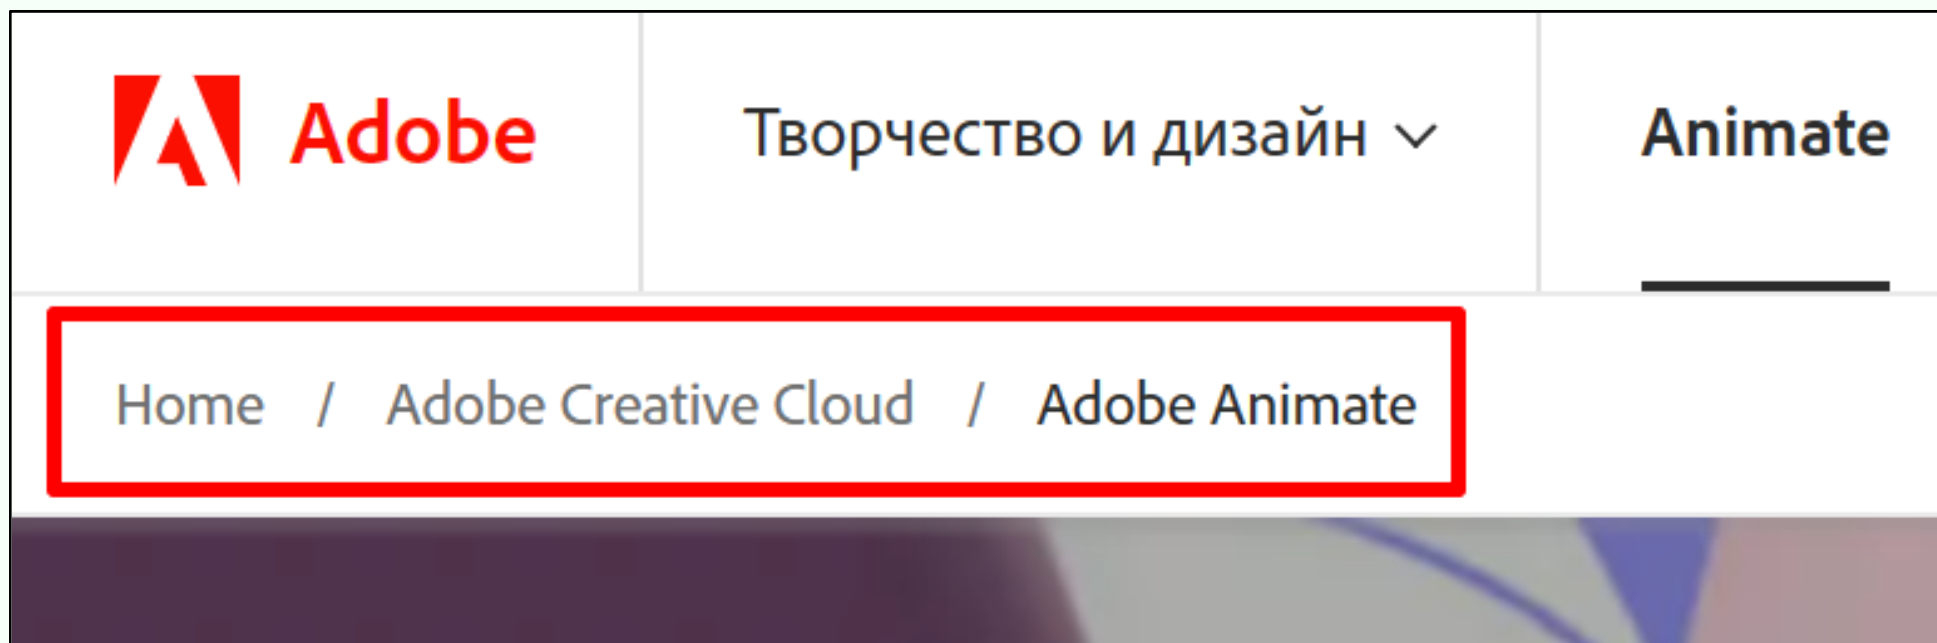 Adobe Творчество и дизайн Animate
Home / Adobe Creative Cloud / Adobe Animate